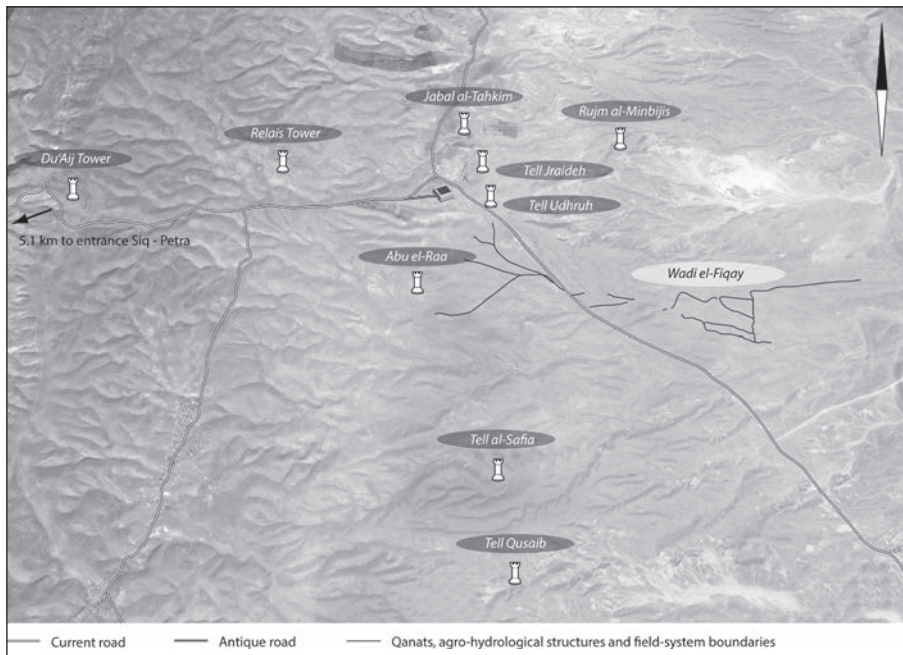 Jabal al-Tahkim
Rujm al-Minbijis
Relais Tower
Du'Aij Tower
Tell Jraideh
Tell Udhruh
5.1 km to entrance Siq - Petra
Abu el-Raa
Wadi el-Fiqay
Tell al-Safia
Tell Qusaib
Current road
Antique road
Qanats, agro-hydrological structures and field-system boundaries